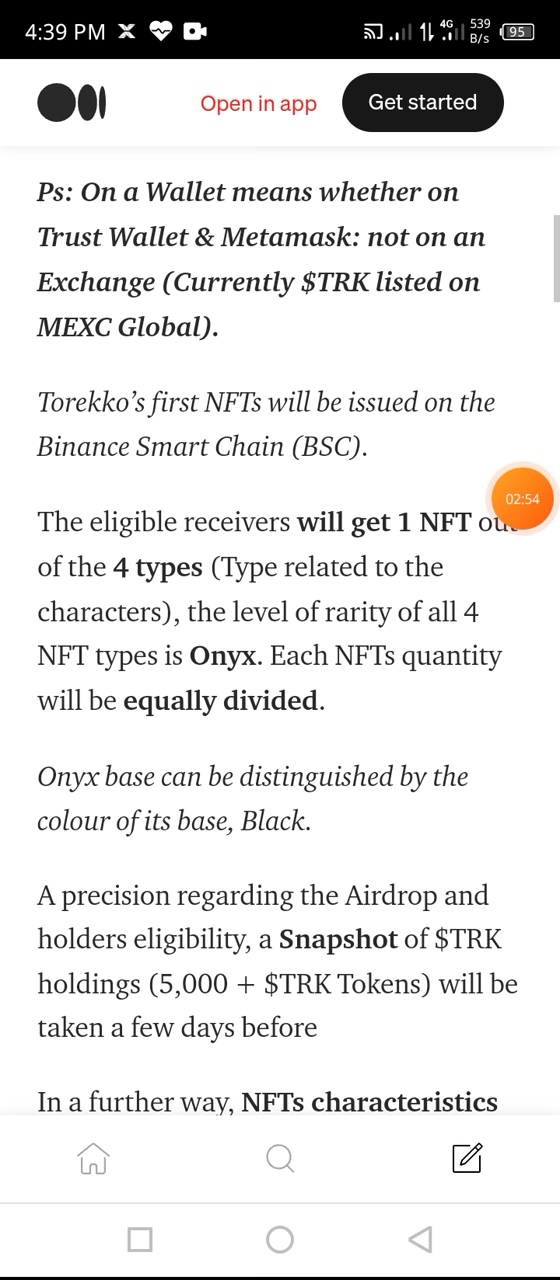 4:39 PM
4G
539
B/s
95
Open in app
Get started
Ps: On a Wallet means whether on
Trust Wallet & Metamask: not on an
Exchange (Currently $TRK listed on
MEXC Global).
Torekko’s first NFTs will be issued on the
Binance Smart Chain (BSC).
02:54
The eligible receivers will get 1 NFT out
of the 4 types (Type related to the
characters), the level of rarity of all 4
NFT types is Onyx. Each NFTs quantity
will be equally divided.
Onyx base can be distinguished by the
colour of its base, Black.
A precision regarding the Airdrop and
holders eligibility, a Snapshot of $TRK
holdings (5,000 + $TRK Tokens) will be
taken a few days before
In a further way, NFTs characteristics